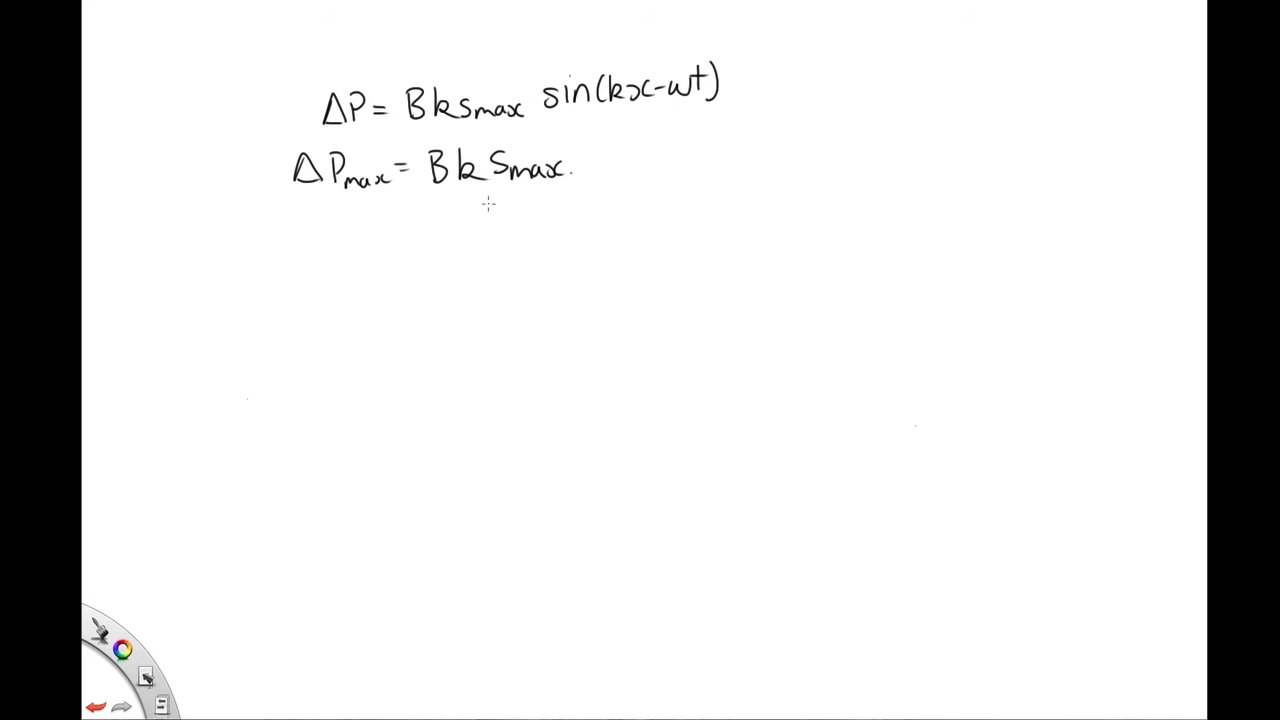 ΔP = Bksmax sin(kx-ωt)
ΔPmax = BkSmax.